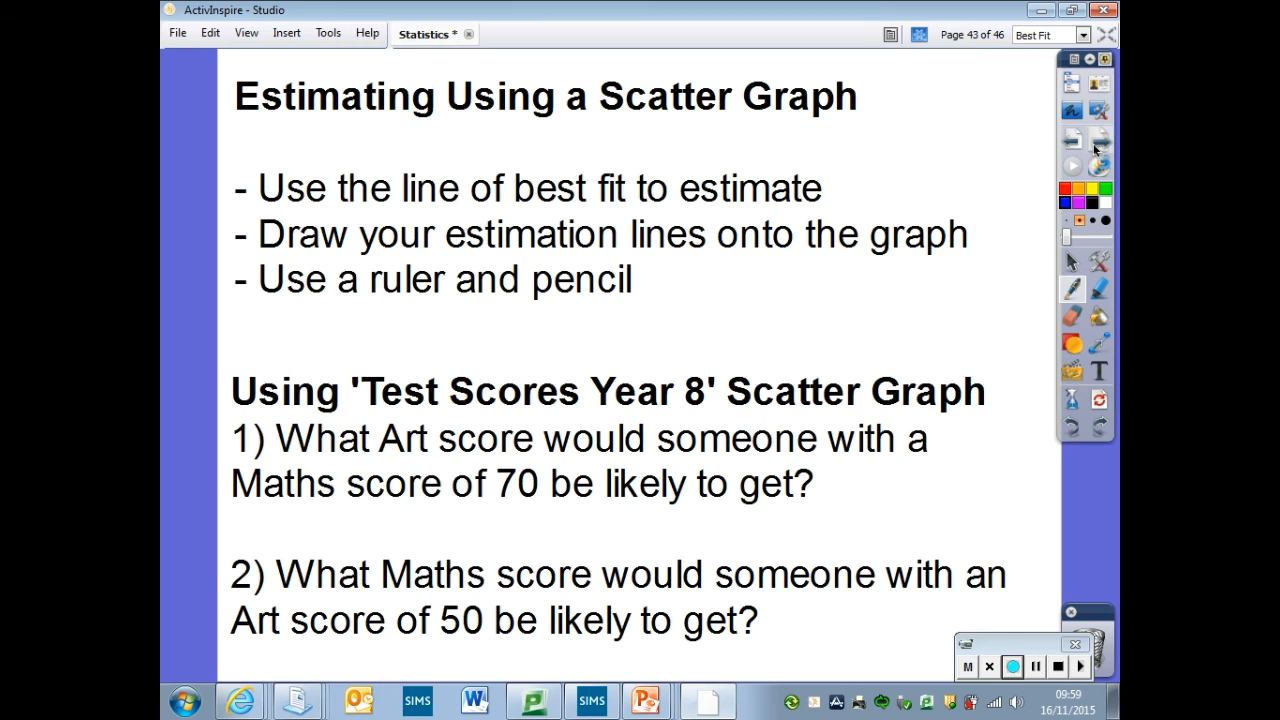 ActivInspire - Studio
File Edit View Insert Tools Help
Statistics *
Page 43 of 46
Best Fit
Estimating Using a Scatter Graph
- Use the line of best fit to estimate
- Draw your estimation lines onto the graph
- Use a ruler and pencil
Using 'Test Scores Year 8' Scatter Graph
1) What Art score would someone with a
Maths score of 70 be likely to get?
2) What Maths score would someone with an
Art score of 50 be likely to get?
M
SIMS
SIMS
09:59
16/11/2015